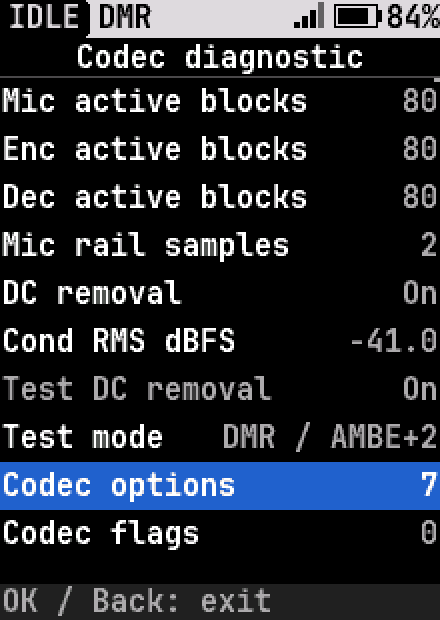 IDLE DMR 84%
Codec diagnostic
Mic active blocks 80
Enc active blocks 80
Dec active blocks 80
Mic rail samples 2
DC removal On
Cond RMS dBFS -41.0
Test DC removal On
Test mode DMR / AMBE+2
Codec options 7
Codec flags 0
OK / Back: exit